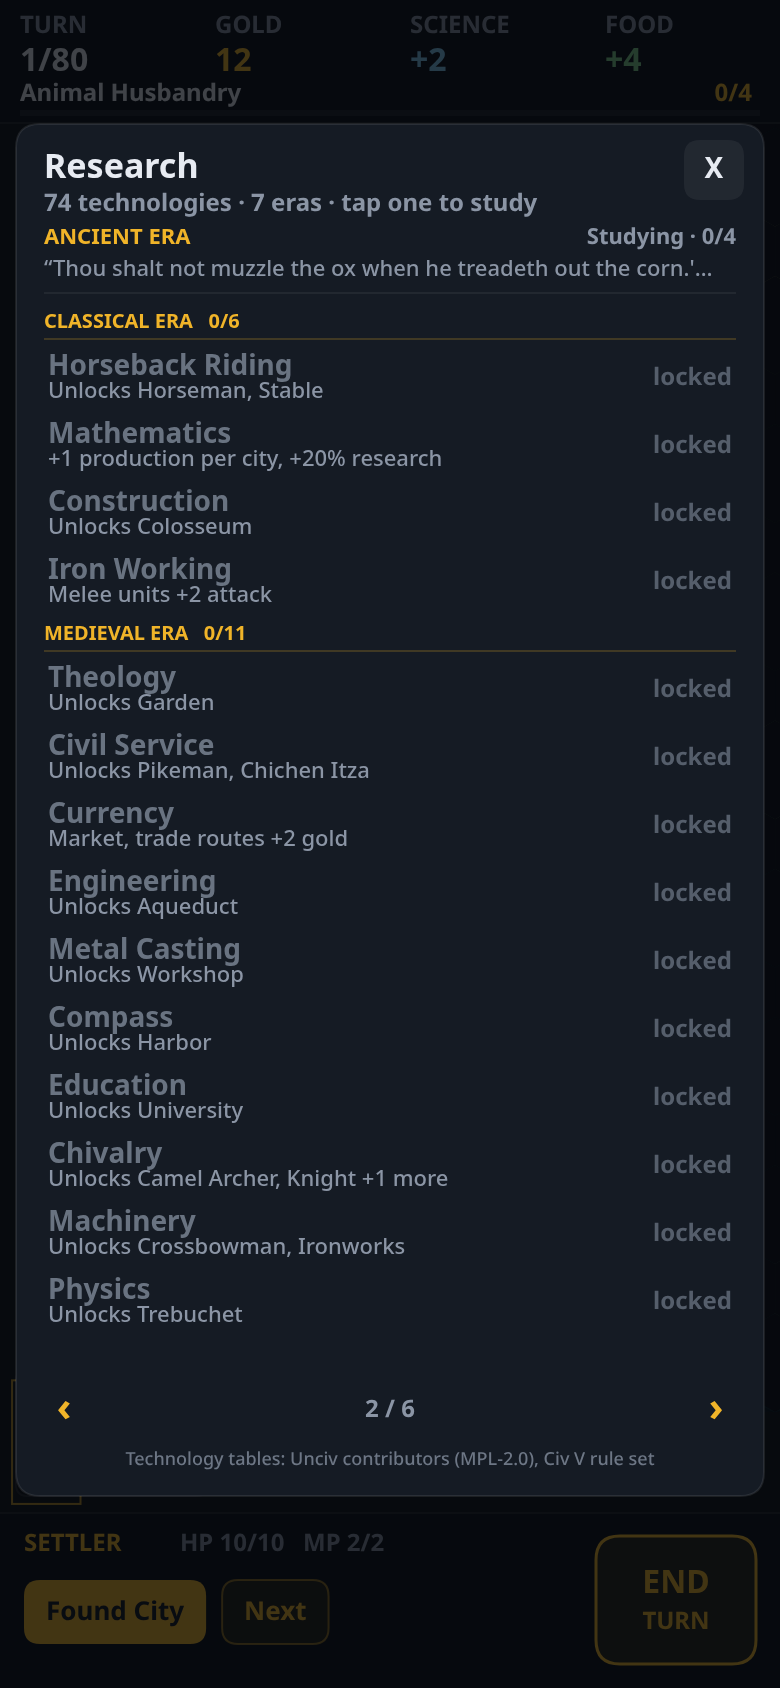 TURN GOLD SCIENCE FOOD
1/80 12 +2 +4
Animal Husbandry 0/4
Research X
74 technologies · 7 eras · tap one to study
ANCIENT ERA Studying · 0/4
“Thou shalt not muzzle the ox when he treadeth out the corn.'...
CLASSICAL ERA 0/6
Horseback Riding
Unlocks Horseman, Stable locked
Mathematics
+1 production per city, +20% research locked
Construction
Unlocks Colosseum locked
Iron Working
Melee units +2 attack locked
MEDIEVAL ERA 0/11
Theology
Unlocks Garden locked
Civil Service
Unlocks Pikeman, Chichen Itza locked
Currency
Market, trade routes +2 gold locked
Engineering
Unlocks Aqueduct locked
Metal Casting
Unlocks Workshop locked
Compass
Unlocks Harbor locked
Education
Unlocks University locked
Chivalry
Unlocks Camel Archer, Knight +1 more locked
Machinery
Unlocks Crossbowman, Ironworks locked
Physics
Unlocks Trebuchet locked
‹ 2 / 6 ›
Technology tables: Unciv contributors (MPL-2.0), Civ V rule set
SETTLER HP 10/10 MP 2/2
Found City Next END
TURN